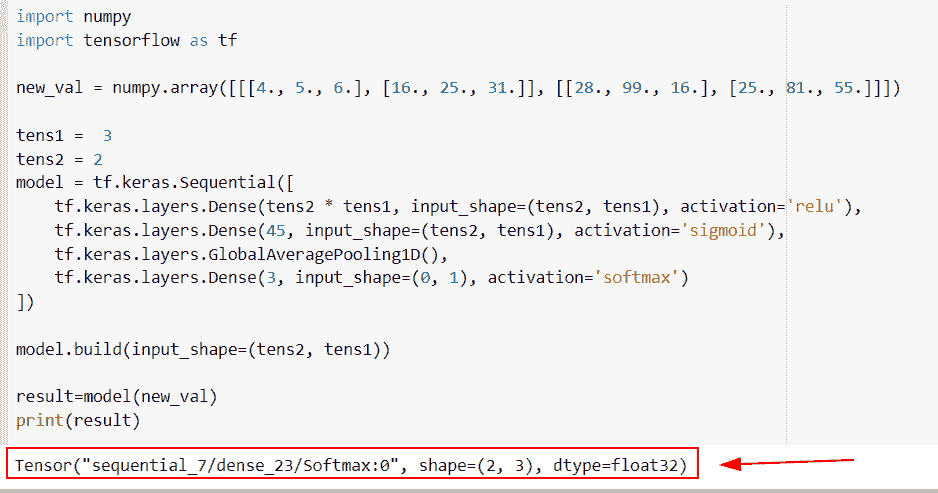 import numpy
import tensorflow as tf
new_val = numpy.array([[[4., 5., 6.], [16., 25., 31.]], [[28., 99., 16.], [25., 81., 55.]]])
tens1 =  3
tens2 = 2
model = tf.keras.Sequential([
    tf.keras.layers.Dense(tens2 * tens1, input_shape=(tens2, tens1), activation='relu'),
    tf.keras.layers.Dense(45, input_shape=(tens2, tens1), activation='sigmoid'),
    tf.keras.layers.GlobalAveragePooling1D(),
    tf.keras.layers.Dense(3, input_shape=(0, 1), activation='softmax')
])
model.build(input_shape=(tens2, tens1))
result=model(new_val)
print(result)
Tensor("sequential_7/dense_23/Softmax:0", shape=(2, 3), dtype=float32)